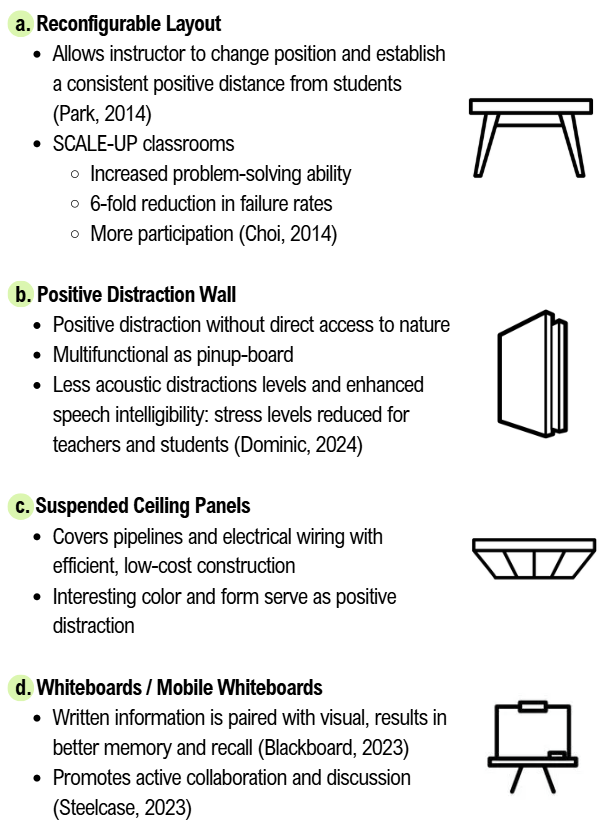 a. Reconfigurable Layout
• Allows instructor to change position and establish
a consistent positive distance from students
(Park, 2014)
• SCALE-UP classrooms
○ Increased problem-solving ability
○ 6-fold reduction in failure rates
○ More participation (Choi, 2014)
b. Positive Distraction Wall
• Positive distraction without direct access to nature
• Multifunctional as pinup-board
• Less acoustic distractions levels and enhanced
speech intelligibility: stress levels reduced for
teachers and students (Dominic, 2024)
c. Suspended Ceiling Panels
• Covers pipelines and electrical wiring with
efficient, low-cost construction
• Interesting color and form serve as positive
distraction
d. Whiteboards / Mobile Whiteboards
• Written information is paired with visual, results in
better memory and recall (Blackboard, 2023)
• Promotes active collaboration and discussion
(Steelcase, 2023)